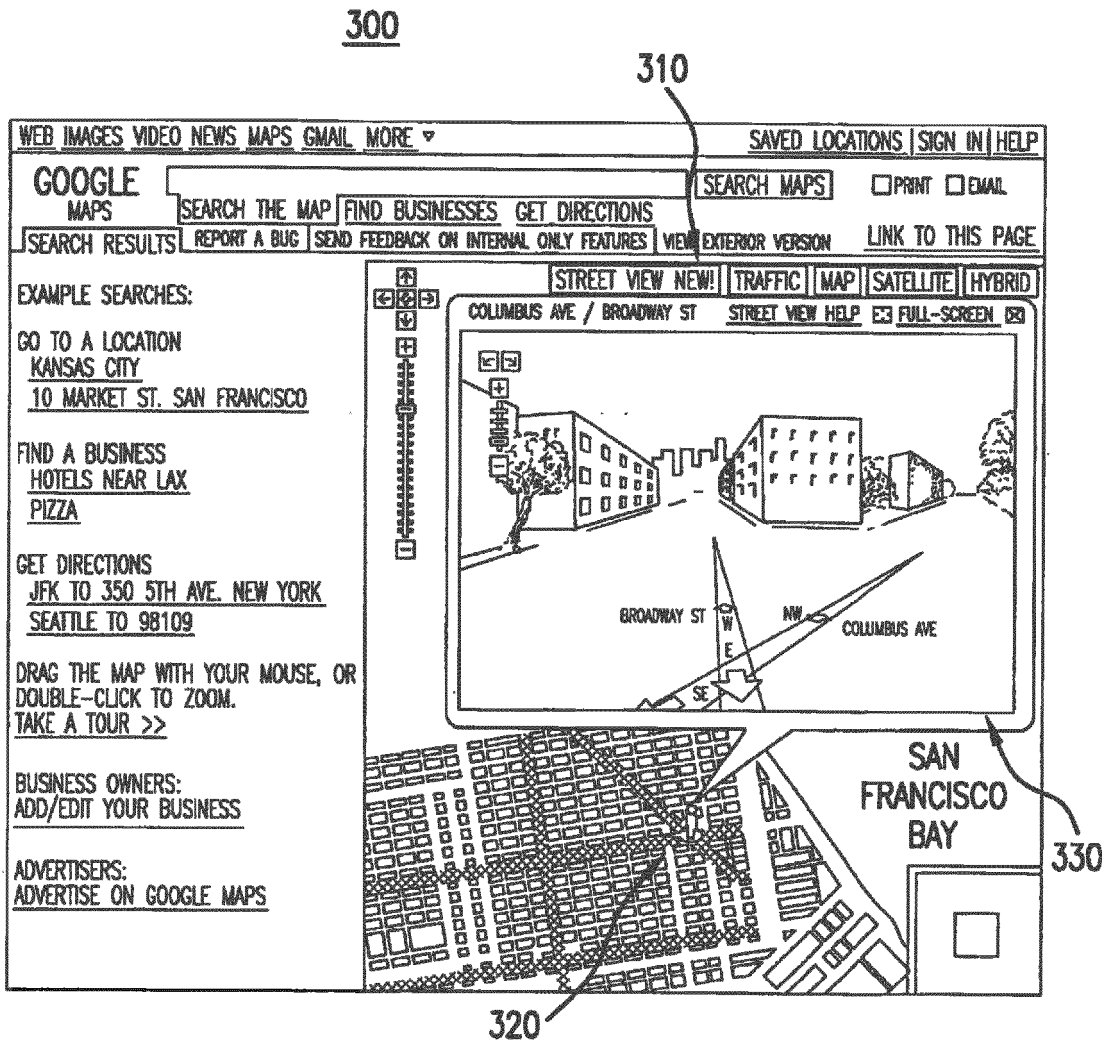 300
310
WEB IMAGES VIDEO NEWS MAPS GMAIL MORE ▿ SAVED LOCATIONS | SIGN IN | HELP
GOOGLE SEARCH MAPS PRINT EMAIL
MAPS SEARCH THE MAP FIND BUSINESSES GET DIRECTIONS
SEARCH RESULTS REPORT A BUG SEND FEEDBACK ON INTERNAL ONLY FEATURES VIEW EXTERIOR VERSION LINK TO THIS PAGE
STREET VIEW NEW! TRAFFIC MAP SATELLITE HYBRID
COLUMBUS AVE / BROADWAY ST STREET VIEW HELP FULL-SCREEN
EXAMPLE SEARCHES:
GO TO A LOCATION
KANSAS CITY
10 MARKET ST. SAN FRANCISCO
FIND A BUSINESS
HOTELS NEAR LAX
PIZZA
GET DIRECTIONS
JFK TO 350 5TH AVE. NEW YORK
SEATTLE TO 98109
DRAG THE MAP WITH YOUR MOUSE, OR
DOUBLE-CLICK TO ZOOM.
TAKE A TOUR >>
BUSINESS OWNERS:
ADD/EDIT YOUR BUSINESS
ADVERTISERS:
ADVERTISE ON GOOGLE MAPS
BROADWAY ST W NW COLUMBUS AVE
E
SE
SAN
FRANCISCO
BAY
330
320